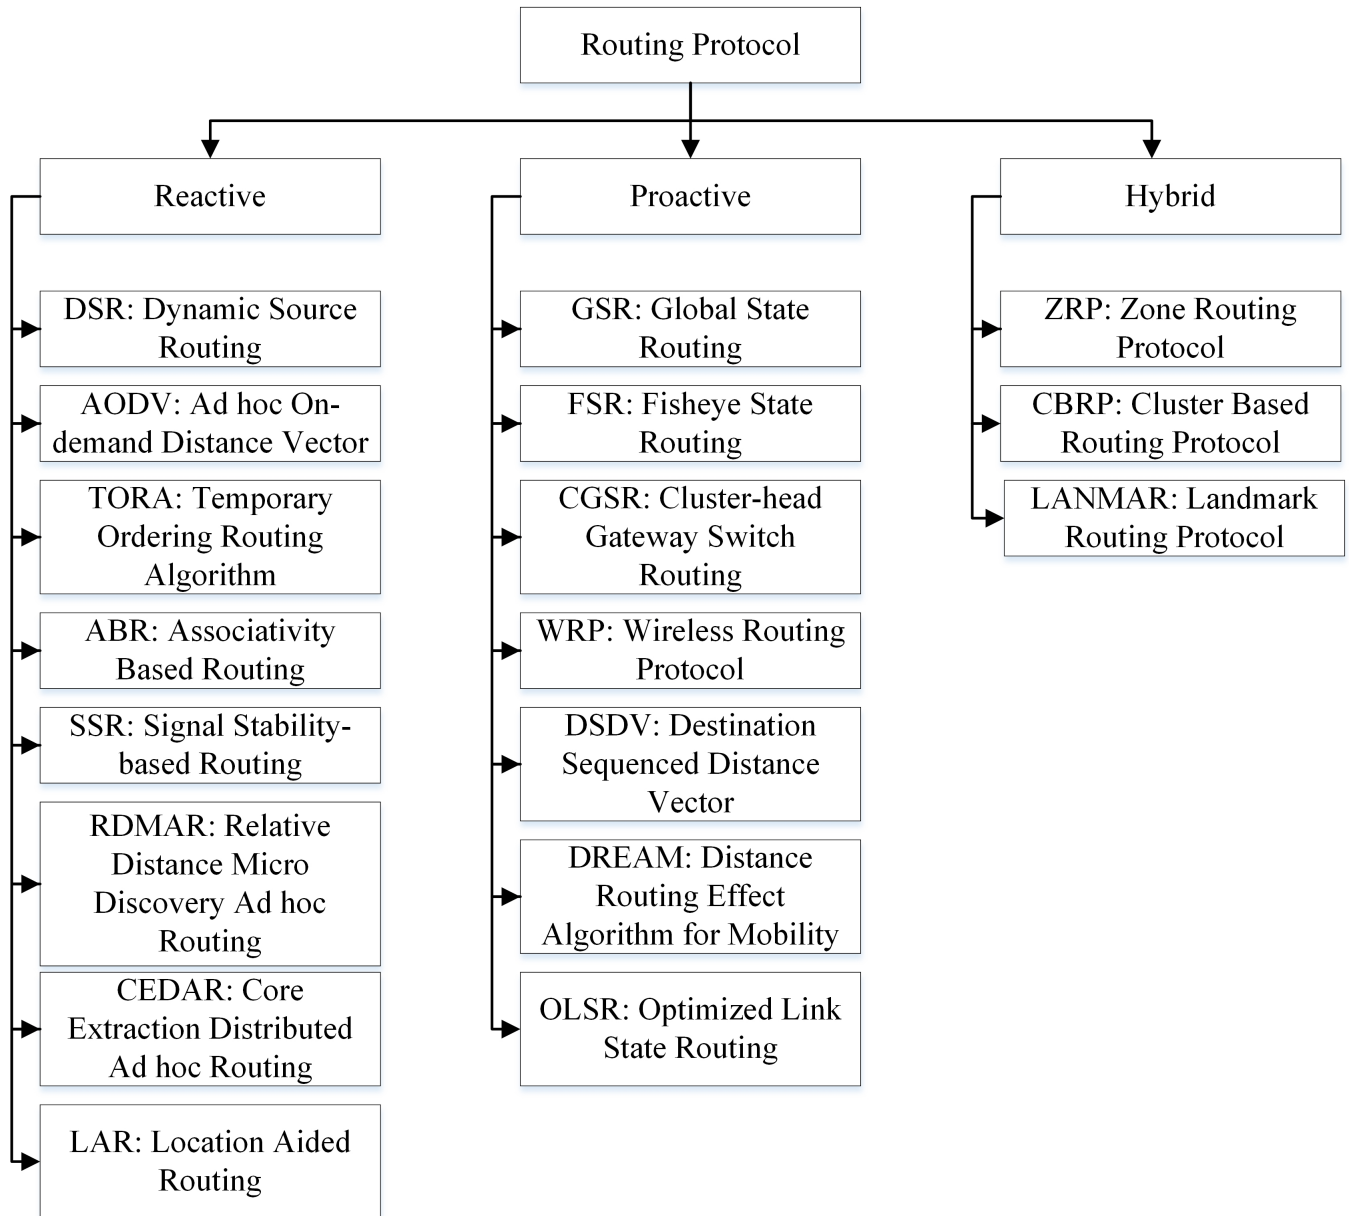 Routing Protocol
Reactive
Proactive
Hybrid
DSR: Dynamic Source
Routing
AODV: Ad hoc On-
demand Distance Vector
TORA: Temporary
Ordering Routing
Algorithm
ABR: Associativity
Based Routing
SSR: Signal Stability-
based Routing
RDMAR: Relative
Distance Micro
Discovery Ad hoc
Routing
CEDAR: Core
Extraction Distributed
Ad hoc Routing
LAR: Location Aided
Routing
GSR: Global State
Routing
FSR: Fisheye State
Routing
CGSR: Cluster-head
Gateway Switch
Routing
WRP: Wireless Routing
Protocol
DSDV: Destination
Sequenced Distance
Vector
DREAM: Distance
Routing Effect
Algorithm for Mobility
OLSR: Optimized Link
State Routing
ZRP: Zone Routing
Protocol
CBRP: Cluster Based
Routing Protocol
LANMAR: Landmark
Routing Protocol